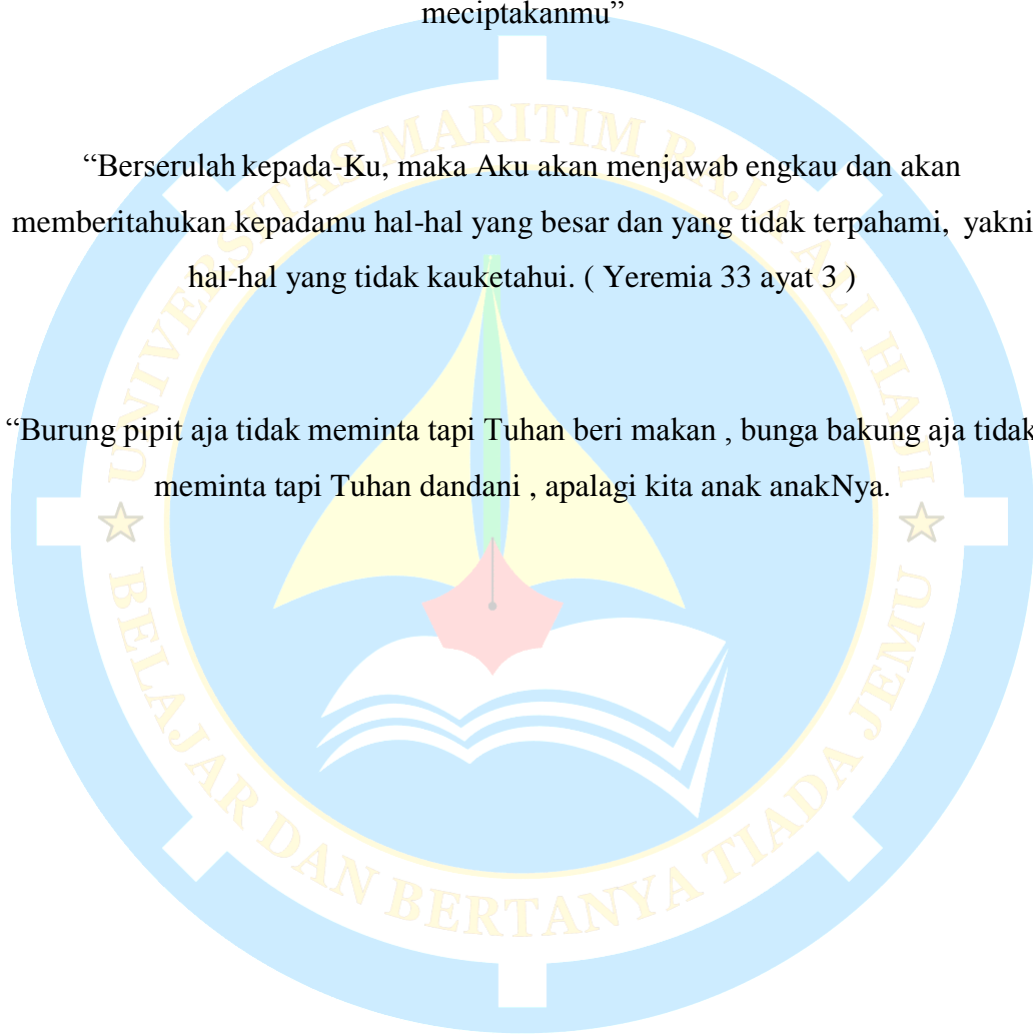 meciptakanmu”
“Berserulah kepada-Ku, maka Aku akan menjawab engkau dan akan
memberitahukan kepadamu hal-hal yang besar dan yang tidak terpahami, yakni
hal-hal yang tidak kauketahui. ( Yeremia 33 ayat 3 )
“Burung pipit aja tidak meminta tapi Tuhan beri makan , bunga bakung aja tidak
meminta tapi Tuhan dandani , apalagi kita anak anakNya.
UNIVERSITAS MARITIM RAJA ALI HAJI
BELAJAR DAN BERTANYA TIADA JEMU